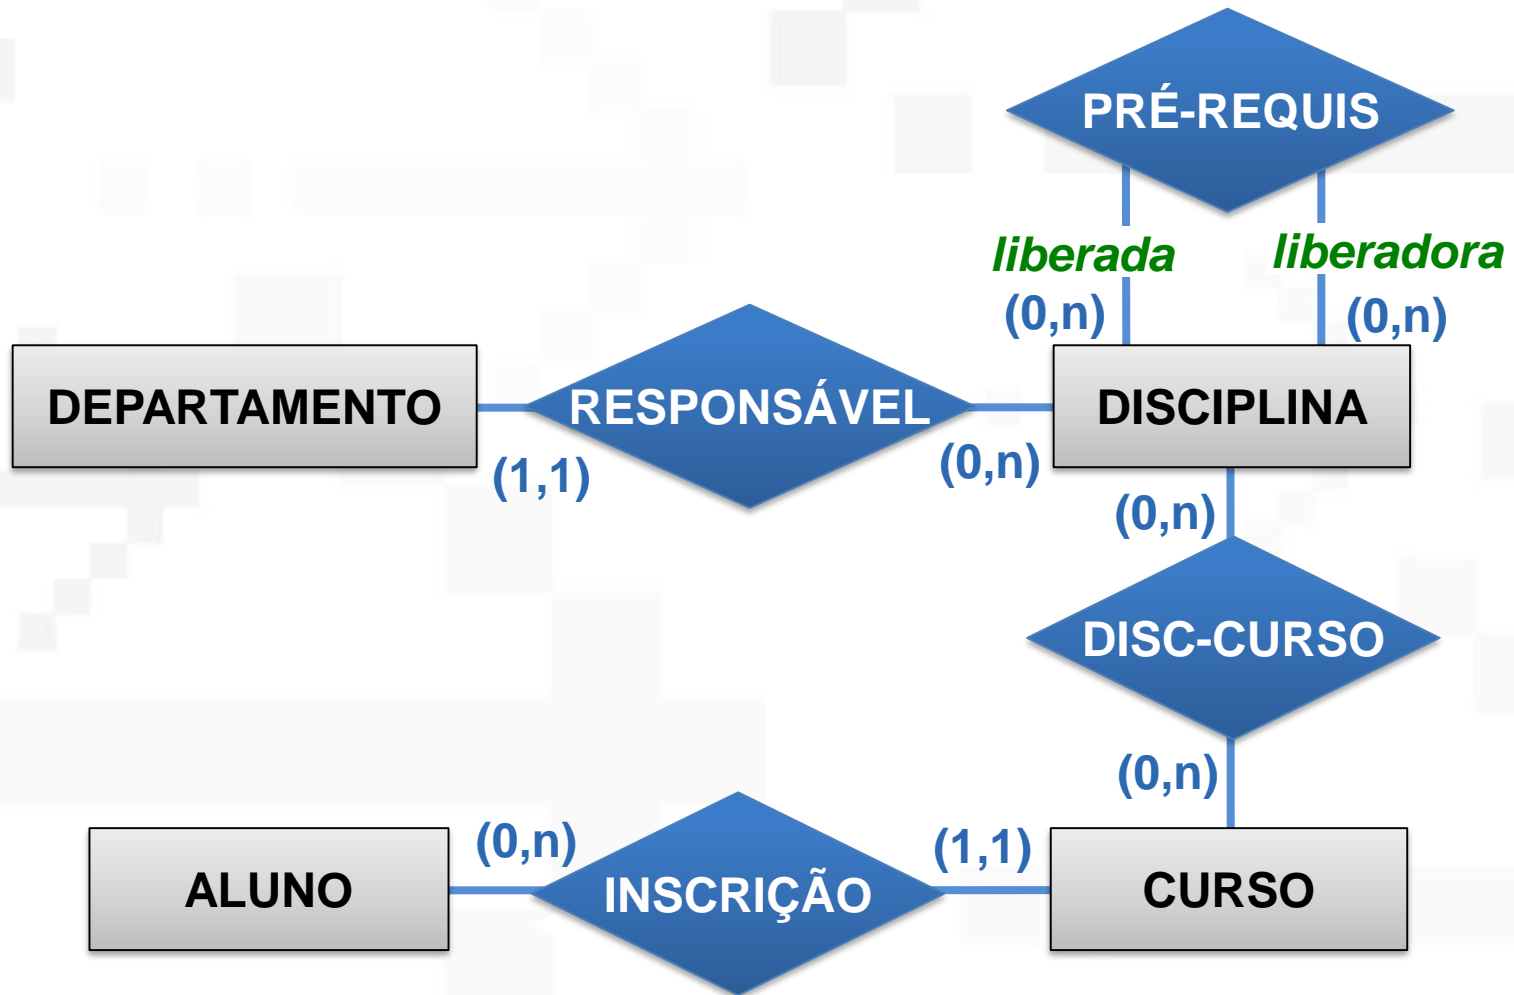 PRÉ-REQUIS
liberada
liberadora
(0,n)
(0,n)
DEPARTAMENTO
RESPONSÁVEL
DISCIPLINA
(1,1)
(0,n)
(0,n)
DISC-CURSO
(0,n)
(0,n)
(1,1)
ALUNO
INSCRIÇÃO
CURSO